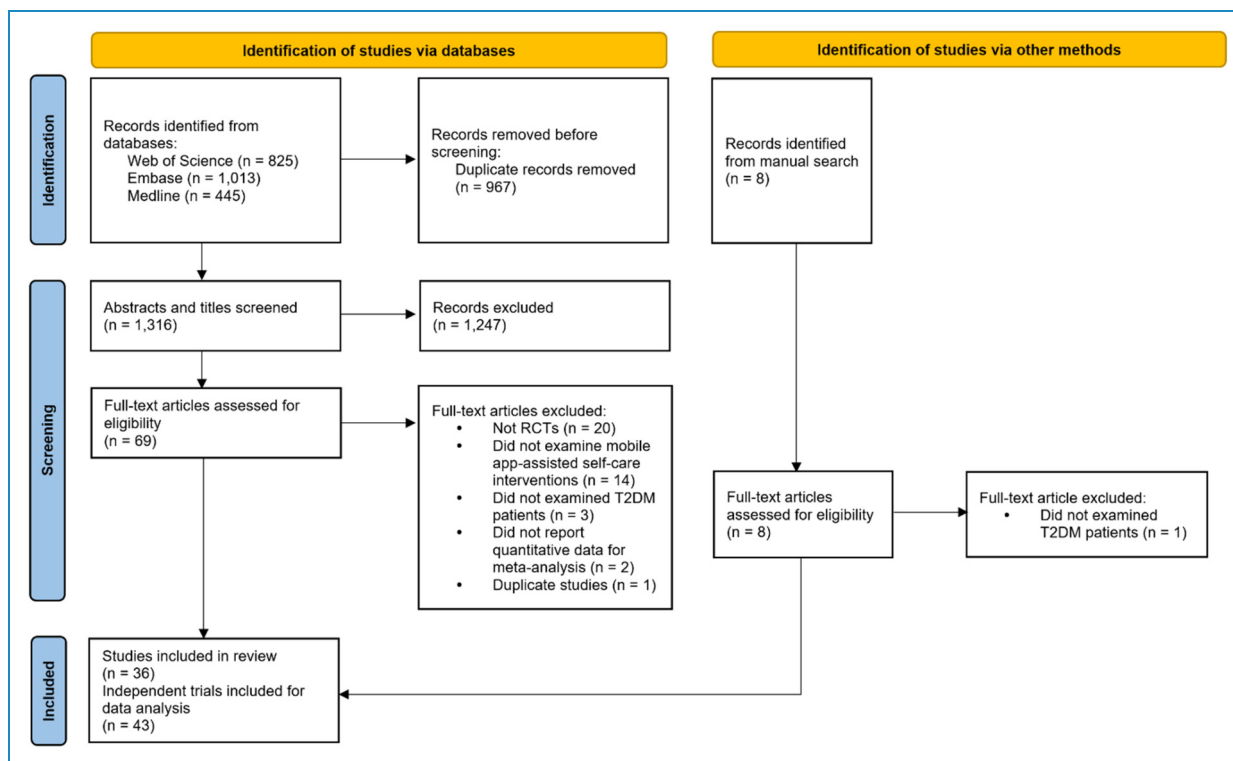 Identification of studies via databases
Identification of studies via other methods
Identification
Records identified from
databases:
Web of Science (n = 825)
Embase (n = 1,013)
Medline (n = 445)
Records removed before
screening:
Duplicate records removed
(n = 967)
Records identified
from manual search
(n = 8)
Screening
Abstracts and titles screened
(n = 1,316)
Records excluded
(n = 1,247)
Full-text articles assessed for
eligibility
(n = 69)
Full-text articles excluded:
• Not RCTs (n = 20)
• Did not examine mobile
app-assisted self-care
interventions (n = 14)
• Did not examined T2DM
patients (n = 3)
• Did not report
quantitative data for
meta-analysis (n = 2)
• Duplicate studies (n = 1)
Full-text articles
assessed for eligibility
(n = 8)
Full-text article excluded:
• Did not examined
T2DM patients (n = 1)
Included
Studies included in review
(n = 36)
Independent trials included for
data analysis
(n = 43)